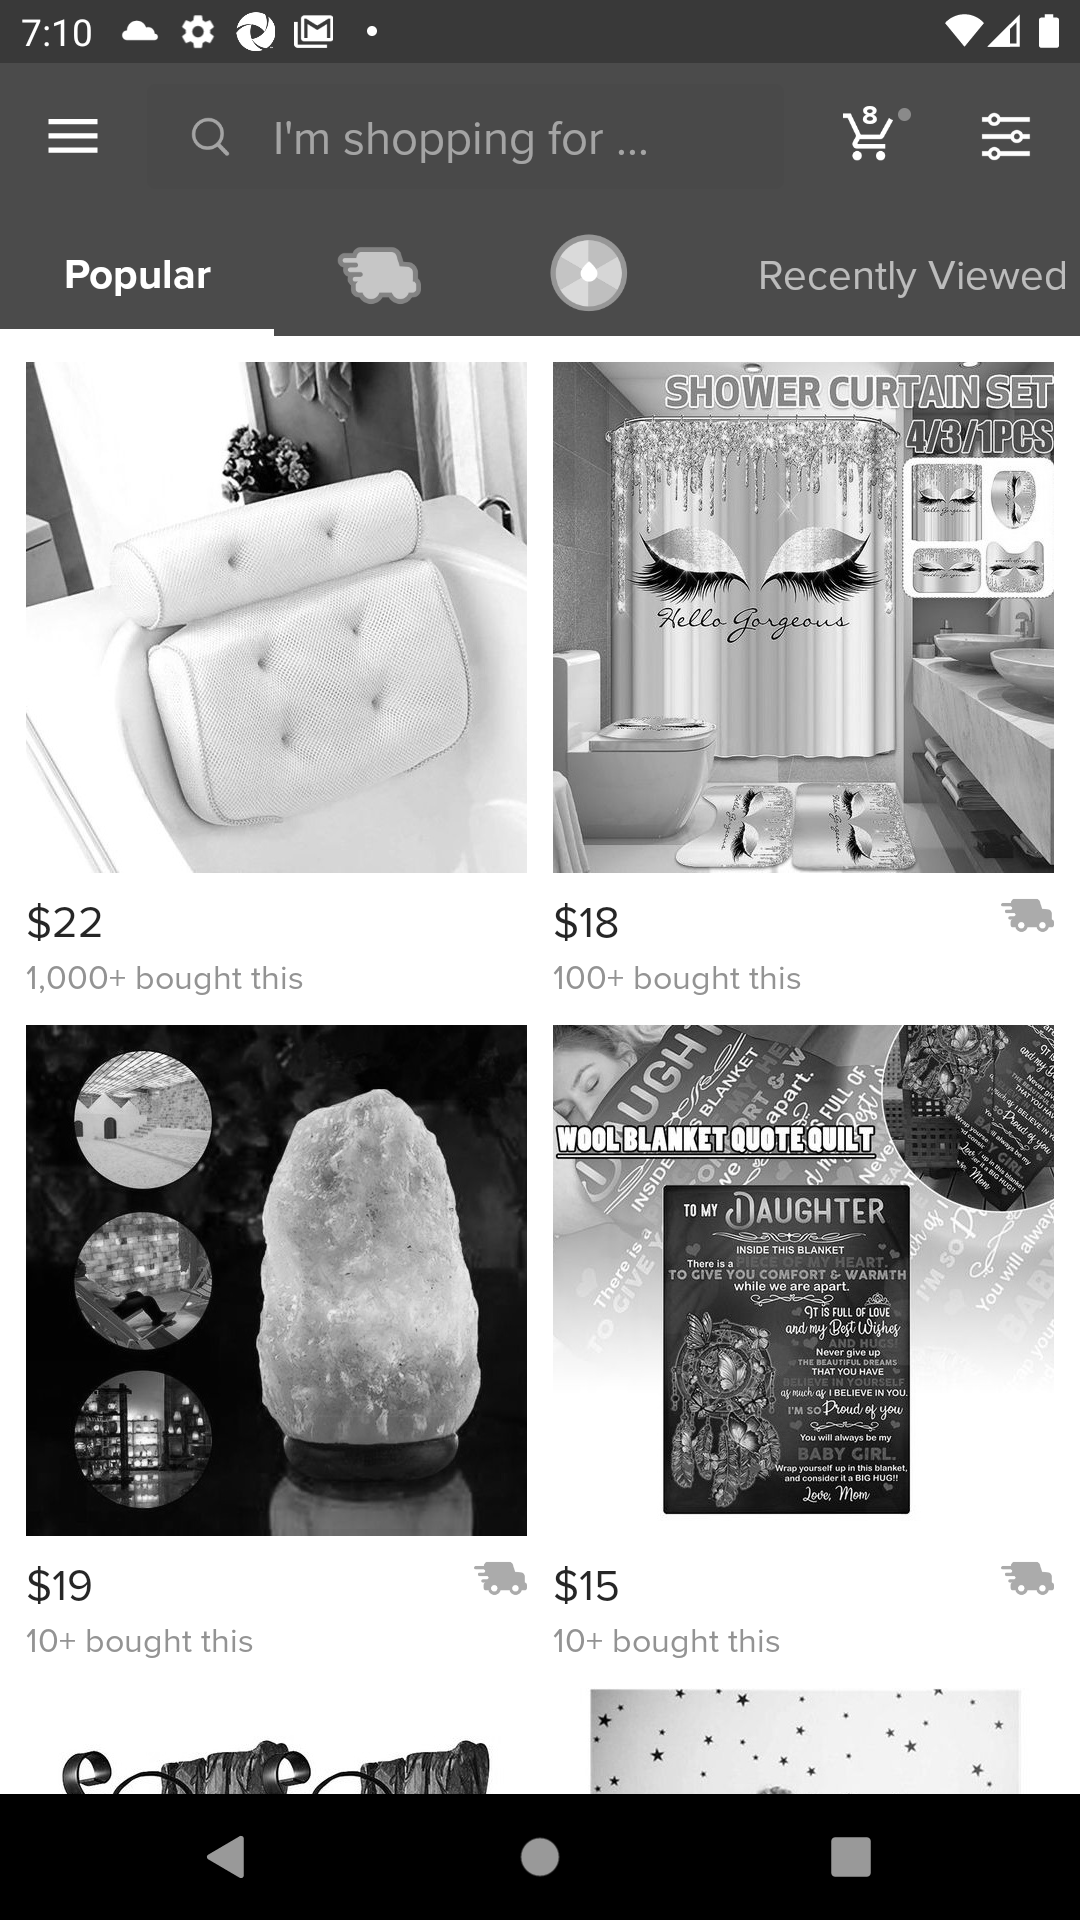 7:10
I'm shopping for ...
8
Popular
Recently Viewed
SHOWER CURTAIN SET
4/3/1PCS
Hello Gorgeous
$22
1,000+ bought this
$18
100+ bought this
WOOL BLANKET QUOTE QUILT
TO MY DAUGHTER
INSIDE THIS BLANKET
There is a PIECE OF MY HEART.
TO GIVE YOU COMFORT & WARMTH
while we are apart.
IT IS FULL OF LOVE
and my Best Wishes
AND HUGS!
Never give up
THE BEAUTIFUL DREAMS
THAT YOU HAVE
BELIEVE IN YOURSELF
as much as I BELIEVE IN YOU.
I'M SO Proud of you
You will always be my
BABY GIRL.
Wrap yourself up in this blanket,
and consider it a BIG HUG!!
Love, Mom
$19
10+ bought this
$15
10+ bought this